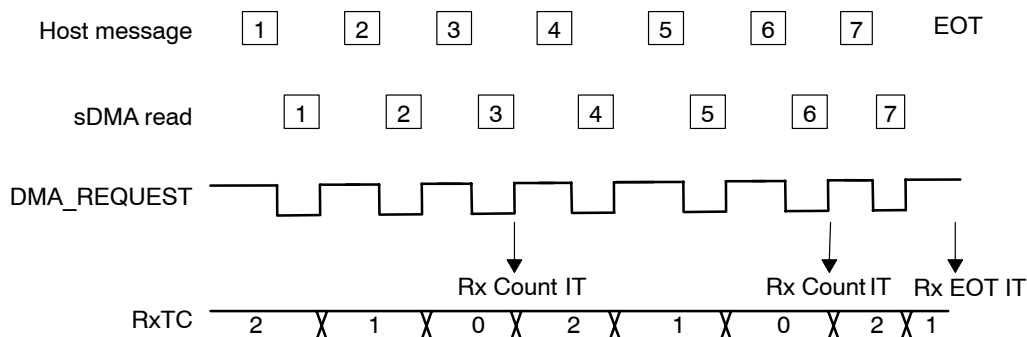 Host message 1 2 3 4 5 6 7 EOT
sDMA read 1 2 3 4 5 6 7
DMA_REQUEST
Rx Count IT Rx Count IT Rx EOT IT
RxTC 2 1 0 2 1 0 2 1